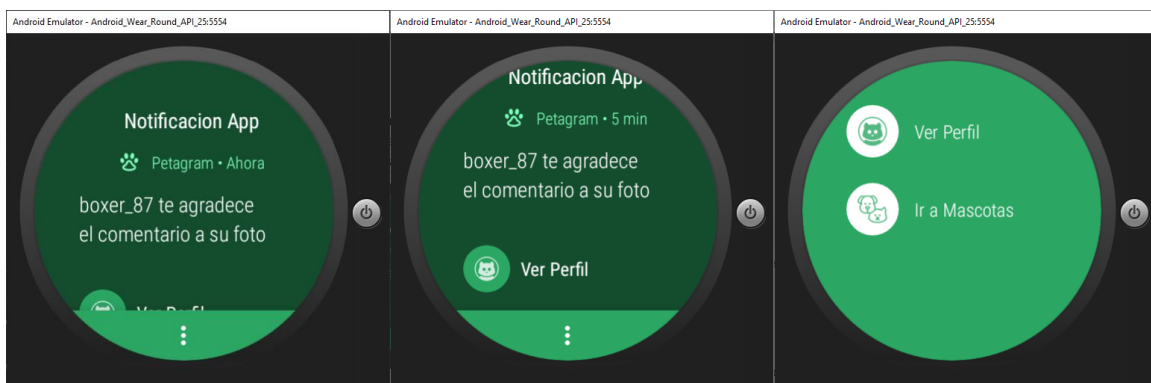 Android Emulator - Android_Wear_Round_API_25:5554
Notificacion App
Petagram • Ahora
boxer_87 te agradece
el comentario a su foto
Ver Perfil
Android Emulator - Android_Wear_Round_API_25:5554
Notificacion App
Petagram • 5 min
boxer_87 te agradece
el comentario a su foto
Ver Perfil
Android Emulator - Android_Wear_Round_API_25:5554
Ver Perfil
Ir a Mascotas